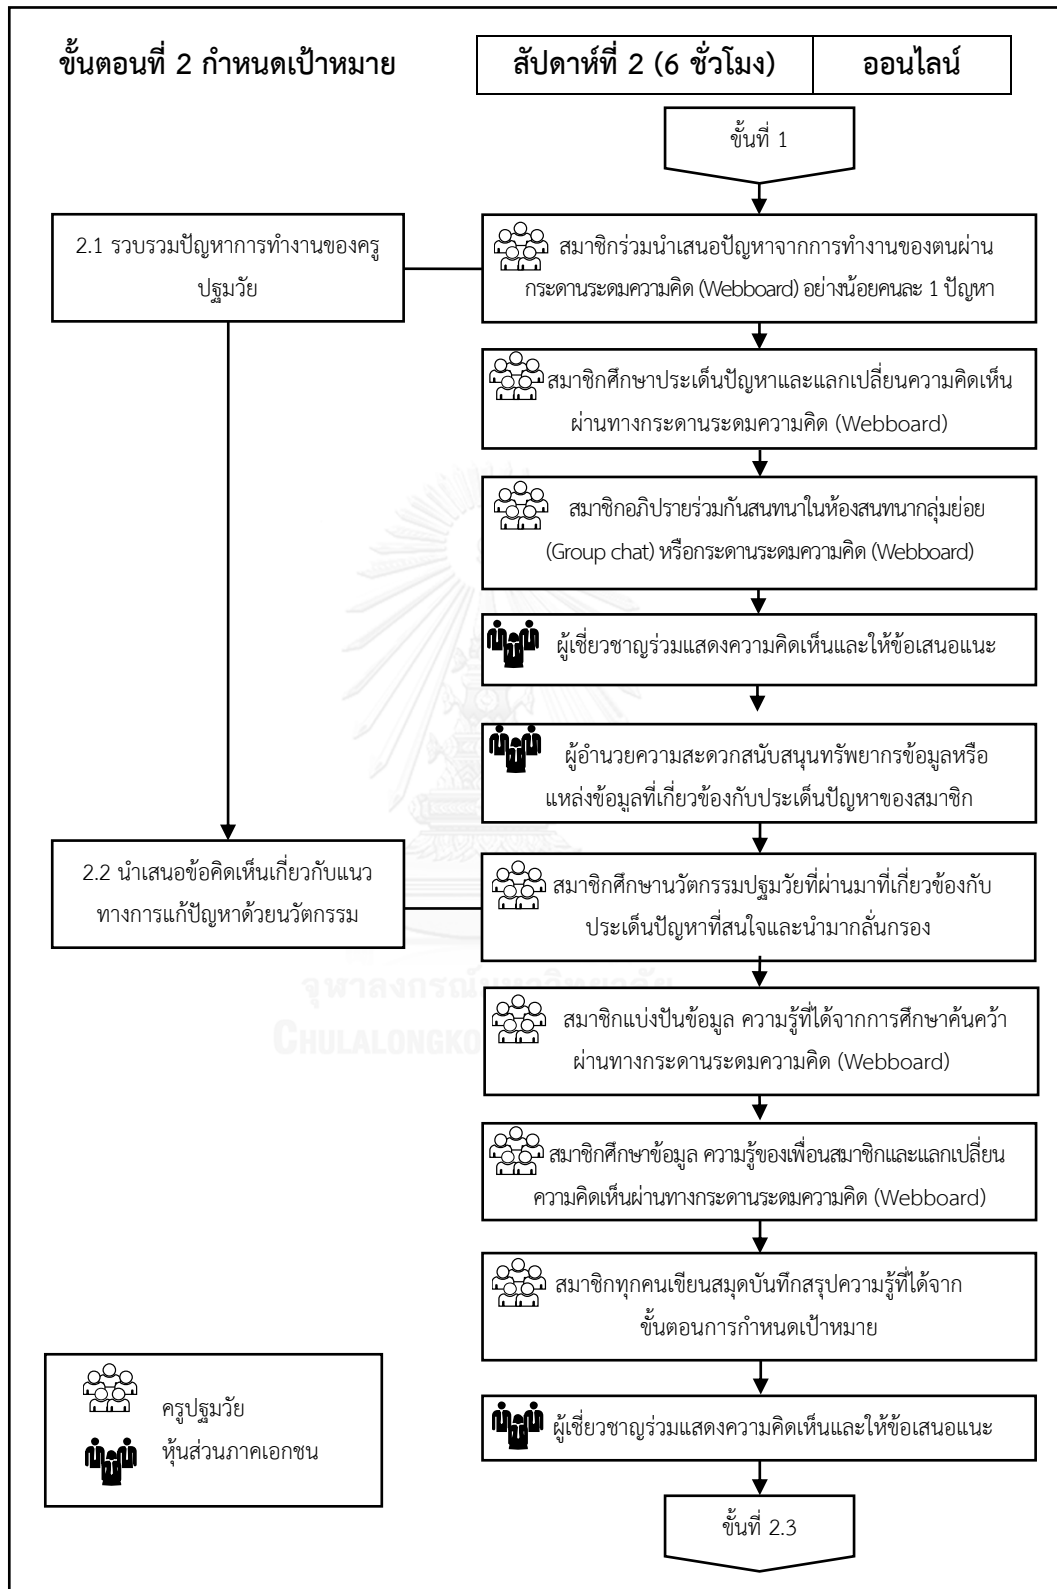 ขั้นตอนที่ 2 กำหนดเป้าหมาย
สัปดาห์ที่ 2 (6 ชั่วโมง)
ออนไลน์
ขั้นที่ 1
2.1 รวบรวมปัญหาการทำงานของครู
ปฐมวัย
สมาชิกร่วมนำเสนอปัญหาจากการทำงานของตนผ่าน
กระดานระดมความคิด (Webboard) อย่างน้อยคนละ 1 ปัญหา
สมาชิกศึกษาประเด็นปัญหาและแลกเปลี่ยนความคิดเห็น
ผ่านทางกระดานระดมความคิด (Webboard)
สมาชิกอภิปรายร่วมกันสนทนาในห้องสนทนากลุ่มย่อย
(Group chat) หรือกระดานระดมความคิด (Webboard)
ผู้เชี่ยวชาญร่วมแสดงความคิดเห็นและให้ข้อเสนอแนะ
ผู้อำนวยความสะดวกสนับสนุนทรัพยากรข้อมูลหรือ
แหล่งข้อมูลที่เกี่ยวข้องกับประเด็นปัญหาของสมาชิก
2.2 นำเสนอข้อคิดเห็นเกี่ยวกับแนว
ทางการแก้ปัญหาด้วยนวัตกรรม
สมาชิกศึกษานวัตกรรมปฐมวัยที่ผ่านมาที่เกี่ยวข้องกับ
ประเด็นปัญหาที่สนใจและนำมากลั่นกรอง
จุฬาลงกรณ์มหาวิทยาลัย
CHULALONGKO
สมาชิกแบ่งปันข้อมูล ความรู้ที่ได้จากการศึกษาค้นคว้า
ผ่านทางกระดานระดมความคิด (Webboard)
สมาชิกศึกษาข้อมูล ความรู้ของเพื่อนสมาชิกและแลกเปลี่ยน
ความคิดเห็นผ่านทางกระดานระดมความคิด (Webboard)
สมาชิกทุกคนเขียนสมุดบันทึกสรุปความรู้ที่ได้จาก
ขั้นตอนการกำหนดเป้าหมาย
ครูปฐมวัย
หุ้นส่วนภาคเอกชน
ผู้เชี่ยวชาญร่วมแสดงความคิดเห็นและให้ข้อเสนอแนะ
ขั้นที่ 2.3